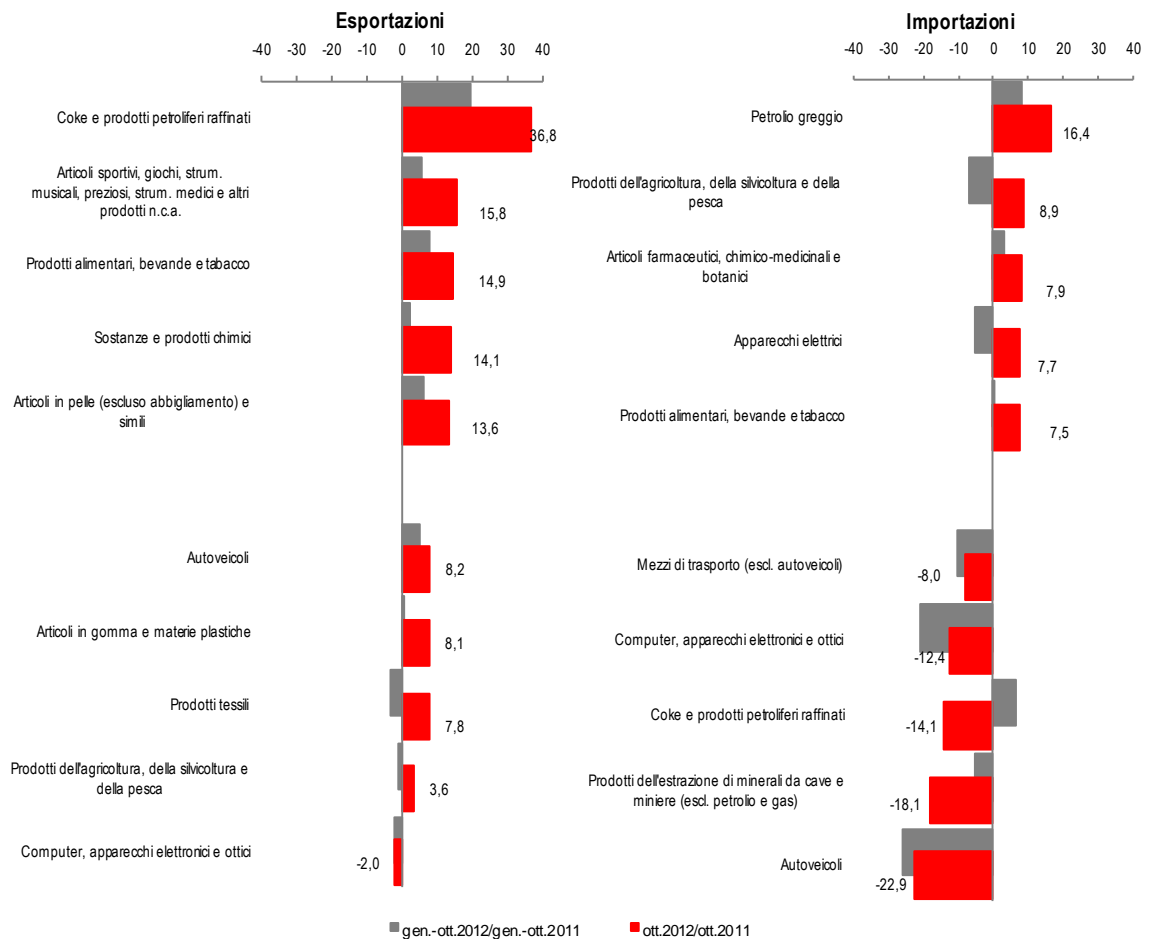 Esportazioni
-40 -30 -20 -10 0 10 20 30 40
Coke e prodotti petroliferi raffinati
36,8
Articoli sportivi, giochi, strum.
musicali, preziosi, strum. medici e altri
prodotti n.c.a.
15,8
Prodotti alimentari, bevande e tabacco
14,9
Sostanze e prodotti chimici
14,1
Articoli in pelle (escluso abbigliamento) e
simili
13,6
Autoveicoli
8,2
Articoli in gomma e materie plastiche
8,1
Prodotti tessili
7,8
Prodotti dell'agricoltura, della silvicoltura e
della pesca
3,6
Computer, apparecchi elettronici e ottici
-2,0
Importazioni
-40 -30 -20 -10 0 10 20 30 40
Petrolio greggio
16,4
Prodotti dell'agricoltura, della silvicoltura e della
pesca
8,9
Articoli farmaceutici, chimico-medicinali e
botanici
7,9
Apparecchi elettrici
7,7
Prodotti alimentari, bevande e tabacco
7,5
Mezzi di trasporto (escl. autoveicoli)
-8,0
Computer, apparecchi elettronici e ottici
-12,4
Coke e prodotti petroliferi raffinati
-14,1
Prodotti dell'estrazione di minerali da cave e
miniere (escl. petrolio e gas)
-18,1
Autoveicoli
-22,9
gen.-ott.2012/gen.-ott.2011
ott.2012/ott.2011